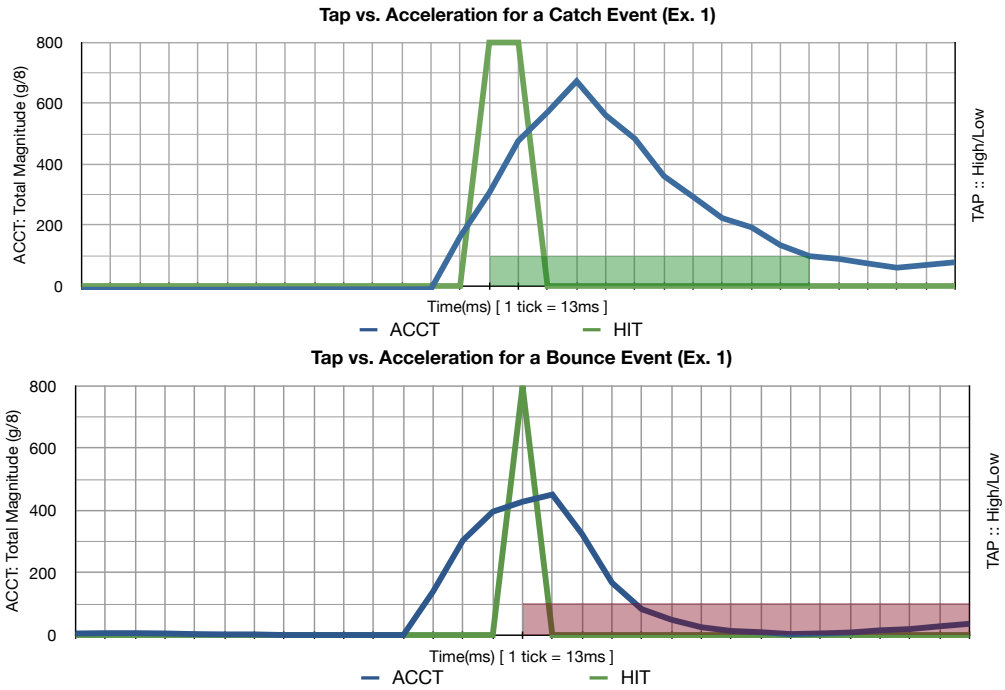 Tap vs. Acceleration for a Catch Event (Ex. 1)
ACCT: Total Magnitude (g/8)
800
600
400
200
0
TAP :: High/Low
Time(ms) [ 1 tick = 13ms ]
ACCT HIT
Tap vs. Acceleration for a Bounce Event (Ex. 1)
ACCT: Total Magnitude (g/8)
800
600
400
200
0
TAP :: High/Low
Time(ms) [ 1 tick = 13ms ]
ACCT HIT